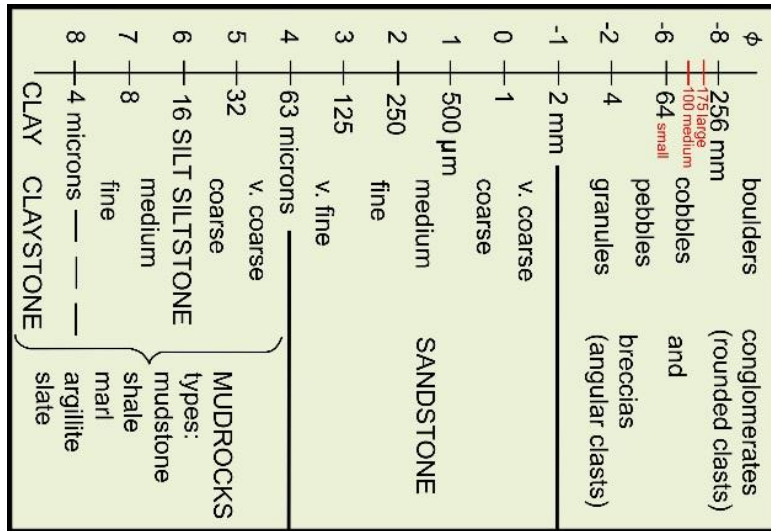 φ boulders conglomerates
-8 256 mm (rounded clasts)
175 large
100 medium
cobbles
-6 64 small and
pebbles
-2 4 breccias
granules (angular clasts)
-1 2 mm
v. coarse
0 1
coarse
1 500 µm
medium SANDSTONE
2 250
fine
3 125
v. fine
4 63 microns
v. coarse
5 32
coarse MUDROCKS
types:
6 16 SILT SILTSTONE
mudstone
medium
7 8 shale
fine marl
8 4 microns argillite
CLAY CLAYSTONE slate